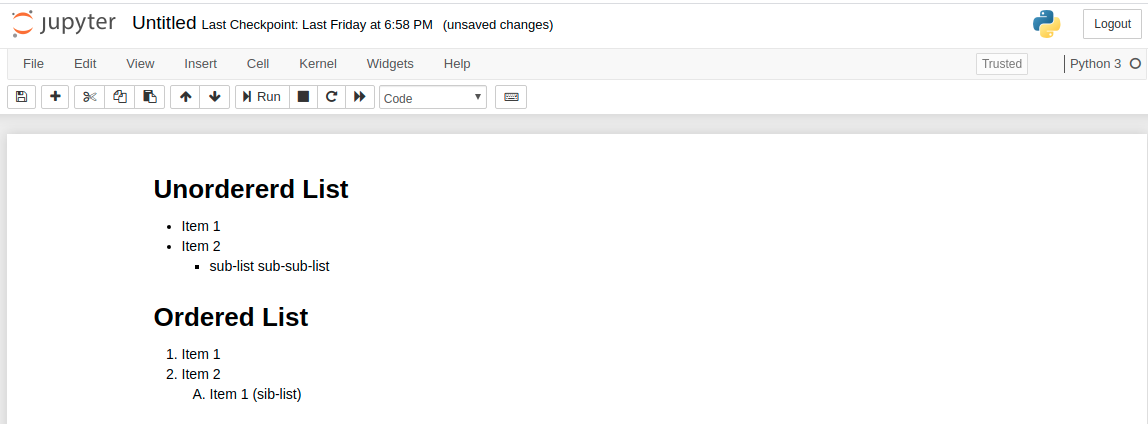 jupyter Untitled Last Checkpoint: Last Friday at 6:58 PM (unsaved changes) Logout
File Edit View Insert Cell Kernel Widgets Help Trusted Python 3
Run Code
Unordererd List
Item 1
Item 2
sub-list sub-sub-list
Ordered List
1. Item 1
2. Item 2
A. Item 1 (sib-list)